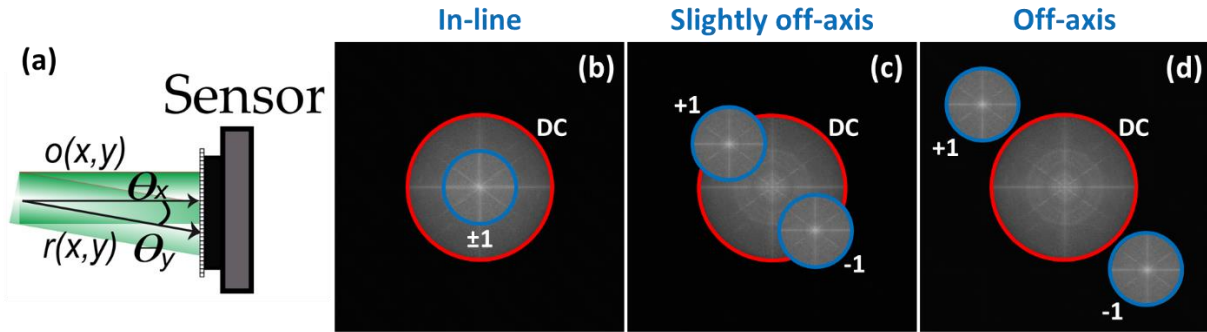 In-line
Slightly off-axis
Off-axis
(a)
Sensor
o(x,y)
θx
r(x,y)
θy
(b)
DC
±1
(c)
+1
DC
-1
(d)
+1
DC
-1